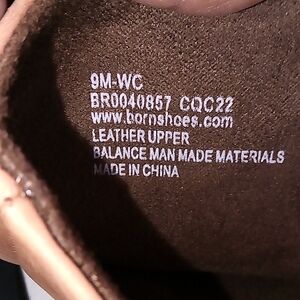 9M-WC
BR0040857 CQC22
www.bornshoes.com
LEATHER UPPER
BALANCE MAN MADE MATERIALS
MADE IN CHINA